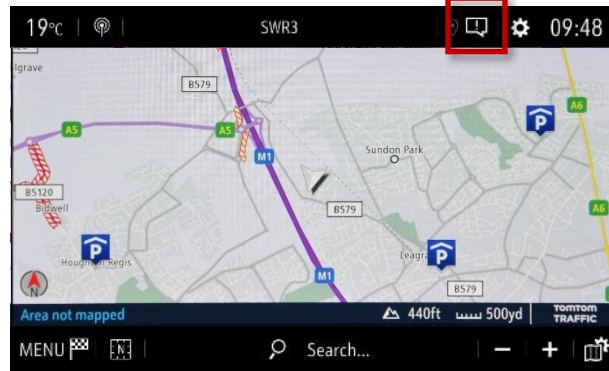 19°C
SWR3
09:48
lgrave
B579
A5
A5
A6
M1
Sundon Park
B5120
Bidwell
B579
A6
P
P
P
Houghton Regis
Leagra
M1
B579
N
Area not mapped
440ft
500yd
TOMTOM
TRAFFIC
MENU
N
Search...